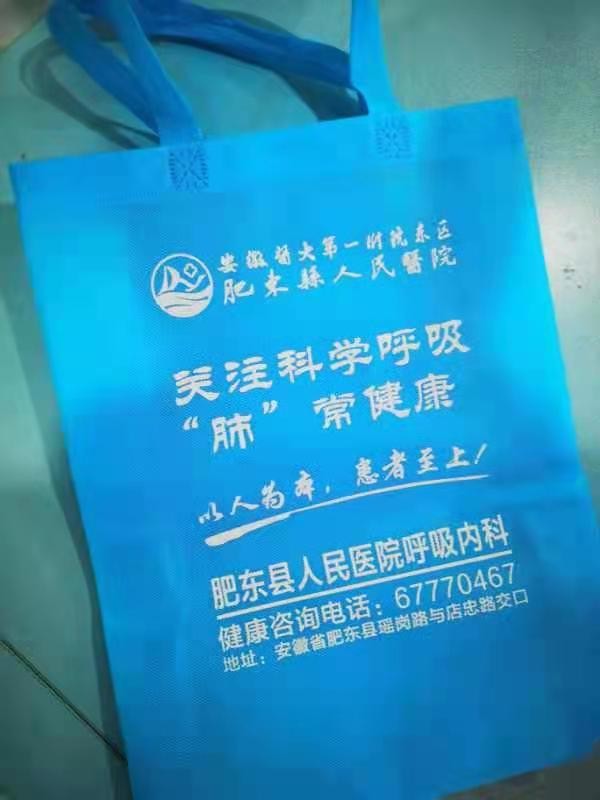 安徽医大第一附院东区
肥東縣人民醫院
关注科学呼吸
“肺”常健康
以人为本，患者至上！
肥东县人民医院呼吸内科
健康咨询电话：67770467
地址：安徽省肥东县瑶岗路与店忠路交口